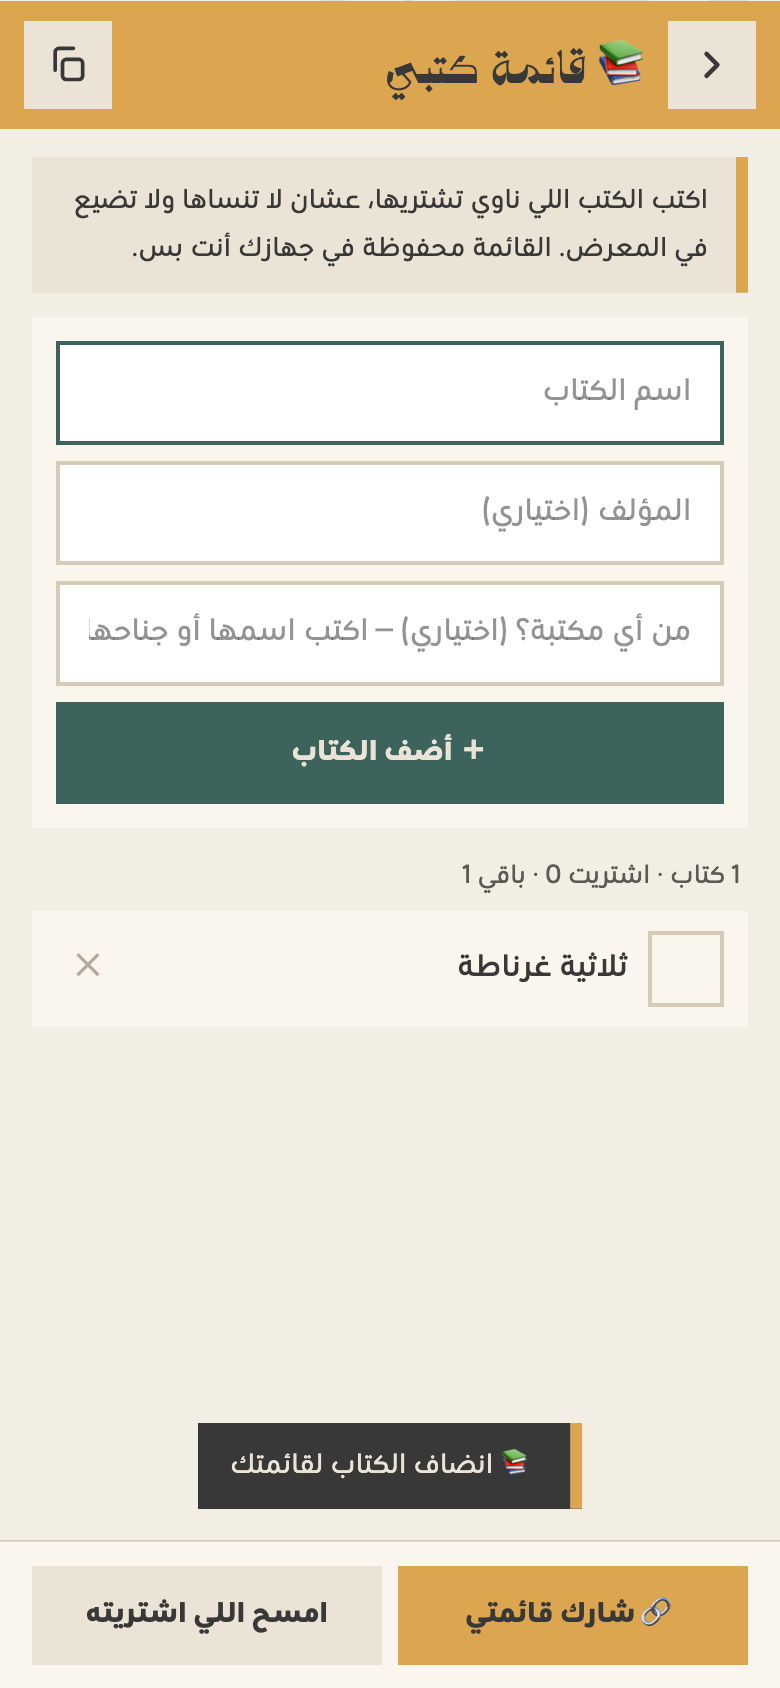 📚 قائمة كتبي
اكتب الكتب اللي ناوي تشتريها، عشان لا تنساها ولا تضيع
في المعرض. القائمة محفوظة في جهازك أنت بس.
اسم الكتاب
المؤلف (اختياري)
من أي مكتبة؟ (اختياري) – اكتب اسمها أو جناحها
+ أضف الكتاب
1 كتاب · اشتريت 0 · باقي 1
ثلاثية غرناطة
📚 انضاف الكتاب لقائمتك
🔗 شارك قائمتي
امسح اللي اشتريته